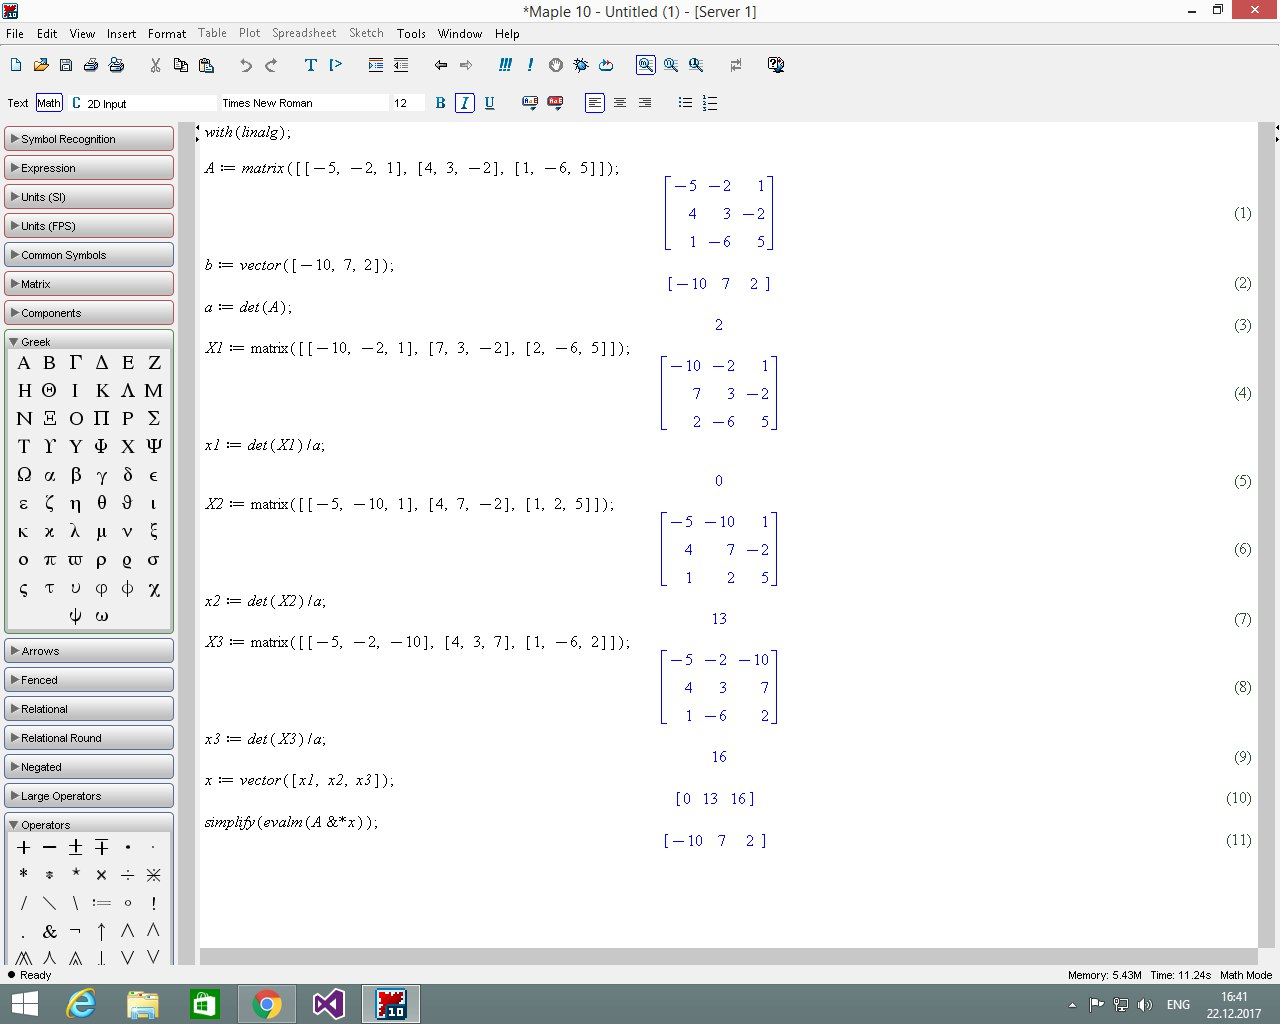 *Maple 10 - Untitled (1) - [Server 1]
File Edit View Insert Format Table Plot Spreadsheet Sketch Tools Window Help
Text Math C 2D Input Times New Roman 12 B I U
Symbol Recognition
Expression
Units (SI)
Units (FPS)
Common Symbols
Matrix
Components
Greek
Α Β Γ Δ Ε Ζ
Η Θ Ι Κ Λ Μ
Ν Ξ Ο Π Ρ Σ
Τ ϒ Υ Φ Χ Ψ
Ω α β γ δ ϵ
ε ζ η θ ϑ ι
κ ϰ λ μ ν ξ
ο π ϖ ρ ϱ σ
ς τ υ φ ϕ χ
ψ ω
Arrows
Fenced
Relational
Relational Round
Negated
Large Operators
Operators
with(linalg);
A := matrix([[−5, −2, 1], [4, 3, −2], [1, −6, 5]]);
−5 −2 1
4 3 −2 (1)
1 −6 5
b := vector([−10, 7, 2]);
[−10 7 2] (2)
a := det(A);
2 (3)
X1 := matrix([[−10, −2, 1], [7, 3, −2], [2, −6, 5]]);
−10 −2 1
7 3 −2 (4)
2 −6 5
x1 := det(X1)/a;
0 (5)
X2 := matrix([[−5, −10, 1], [4, 7, −2], [1, 2, 5]]);
−5 −10 1
4 7 −2 (6)
1 2 5
x2 := det(X2)/a;
13 (7)
X3 := matrix([[−5, −2, −10], [4, 3, 7], [1, −6, 2]]);
−5 −2 −10
4 3 7 (8)
1 −6 2
x3 := det(X3)/a;
16 (9)
x := vector([x1, x2, x3]);
[0 13 16] (10)
simplify(evalm(A &* x));
[−10 7 2] (11)
Ready
Memory: 5.43M Time: 11.24s Math Mode
10
ENG
16:41
22.12.2017